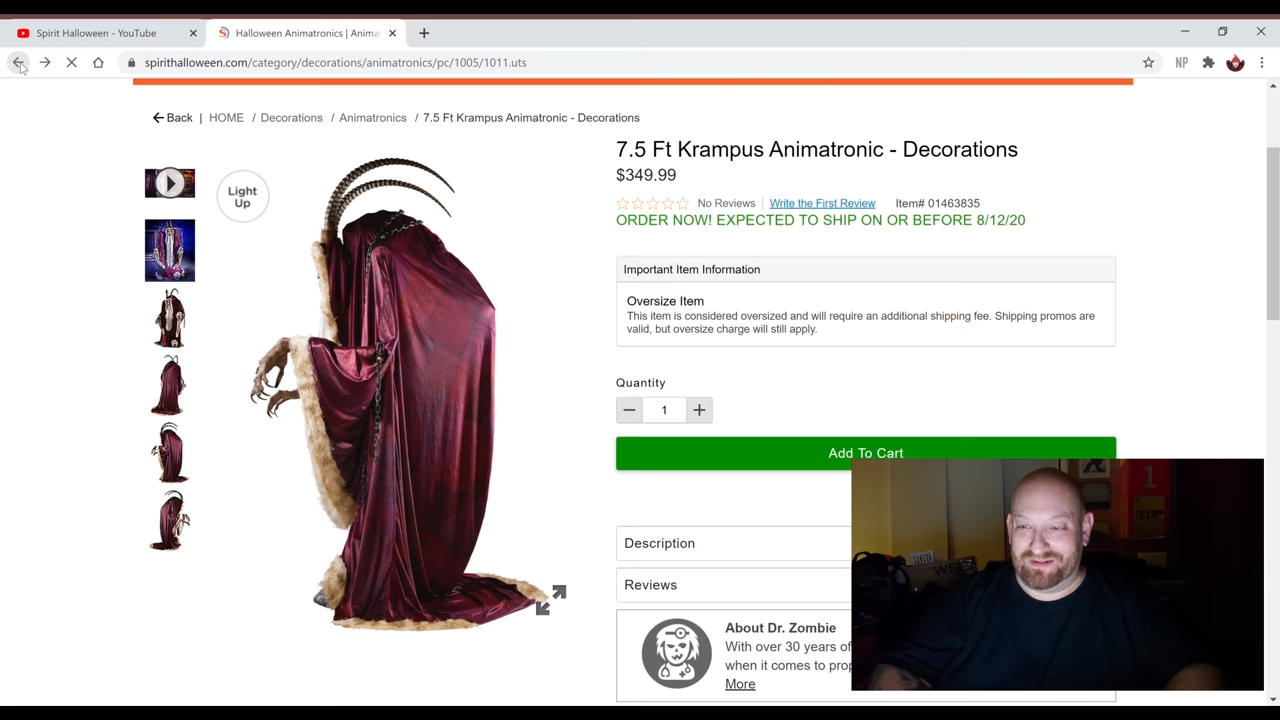 Spirit Halloween - YouTube
Halloween Animatronics | Anima
spirithalloween.com/category/decorations/animatronics/pc/1005/1011.uts
NP
Back | HOME / Decorations / Animatronics / 7.5 Ft Krampus Animatronic - Decorations
Light
Up
7.5 Ft Krampus Animatronic - Decorations
$349.99
No Reviews Write the First Review Item# 01463835
ORDER NOW! EXPECTED TO SHIP ON OR BEFORE 8/12/20
Important Item Information
Oversize Item
This item is considered oversized and will require an additional shipping fee. Shipping promos are
valid, but oversize charge will still apply.
Quantity
1
Add To Cart
Description
Reviews
About Dr. Zombie
With over 30 years of
when it comes to prop
More
1